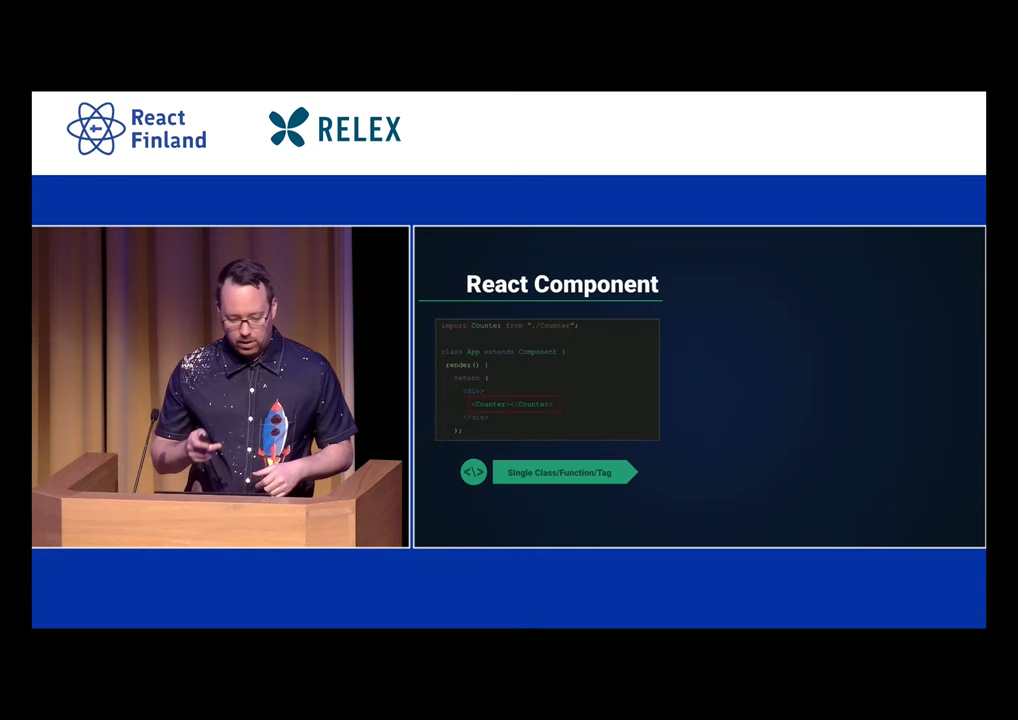 React
Finland
RELEX
React Component
import Counter from "./Counter";
class App extends Component {
render() {
return (
<div>
<Counter></Counter>
</div>
);
<\> Single Class/Function/Tag